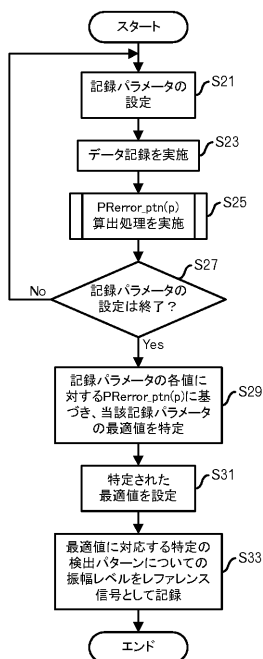 スタート
記録パラメータの
設定
S21
データ記録を実施
S23
PRerror_ptn(p)
算出処理を実施
S25
記録パラメータの
設定は終了？
S27
No
Yes
記録パラメータの各値に
対するPRerror_ptn(p)に基
づき、当該記録パラメータ
の最適値を特定
S29
特定された
最適値を設定
S31
最適値に対応する特定の
検出パターンについての
振幅レベルをレファレンス
信号として記録
S33
エンド